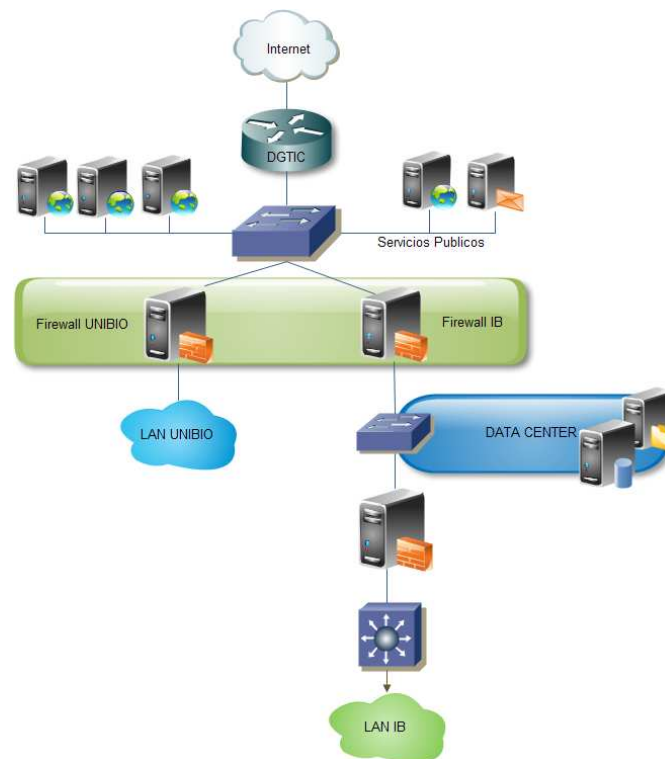 Internet
DGTIC
Servicios Publicos
Firewall UNIBIO
Firewall IB
LAN UNIBIO
DATA CENTER
LAN IB